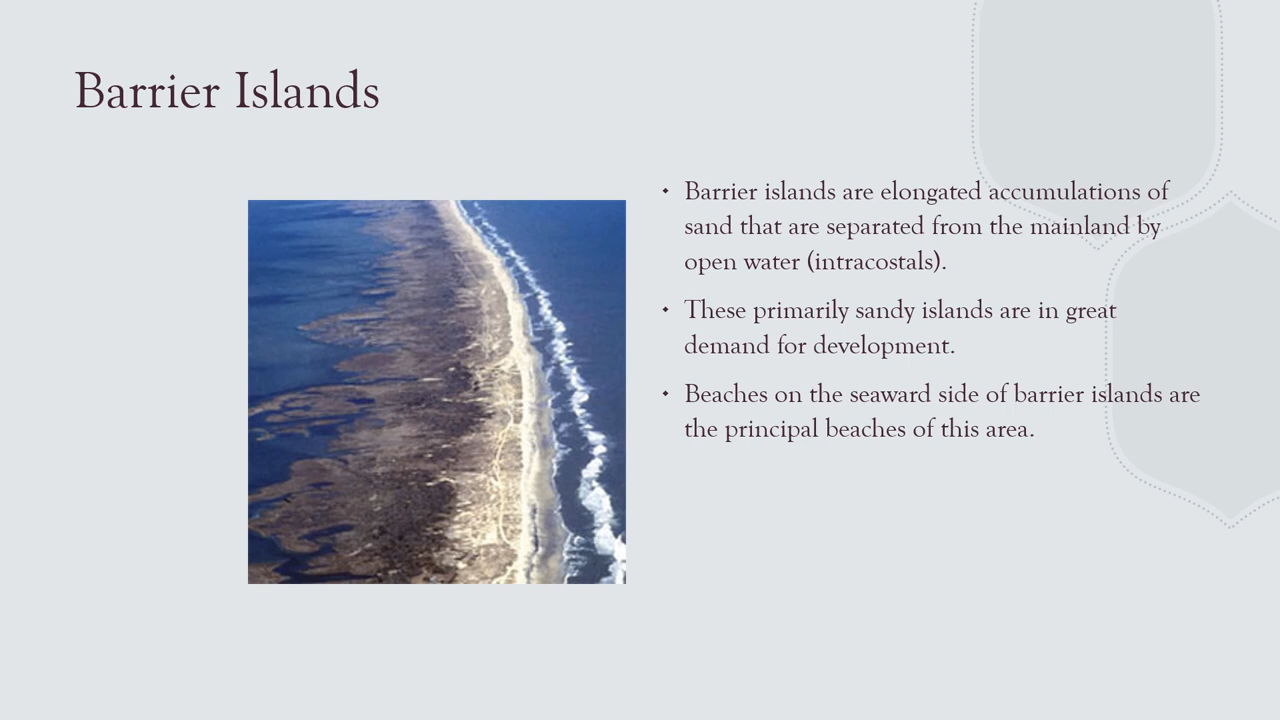 Barrier Islands
Barrier islands are elongated accumulations of
sand that are separated from the mainland by
open water (intracostals).
These primarily sandy islands are in great
demand for development.
Beaches on the seaward side of barrier islands are
the principal beaches of this area.